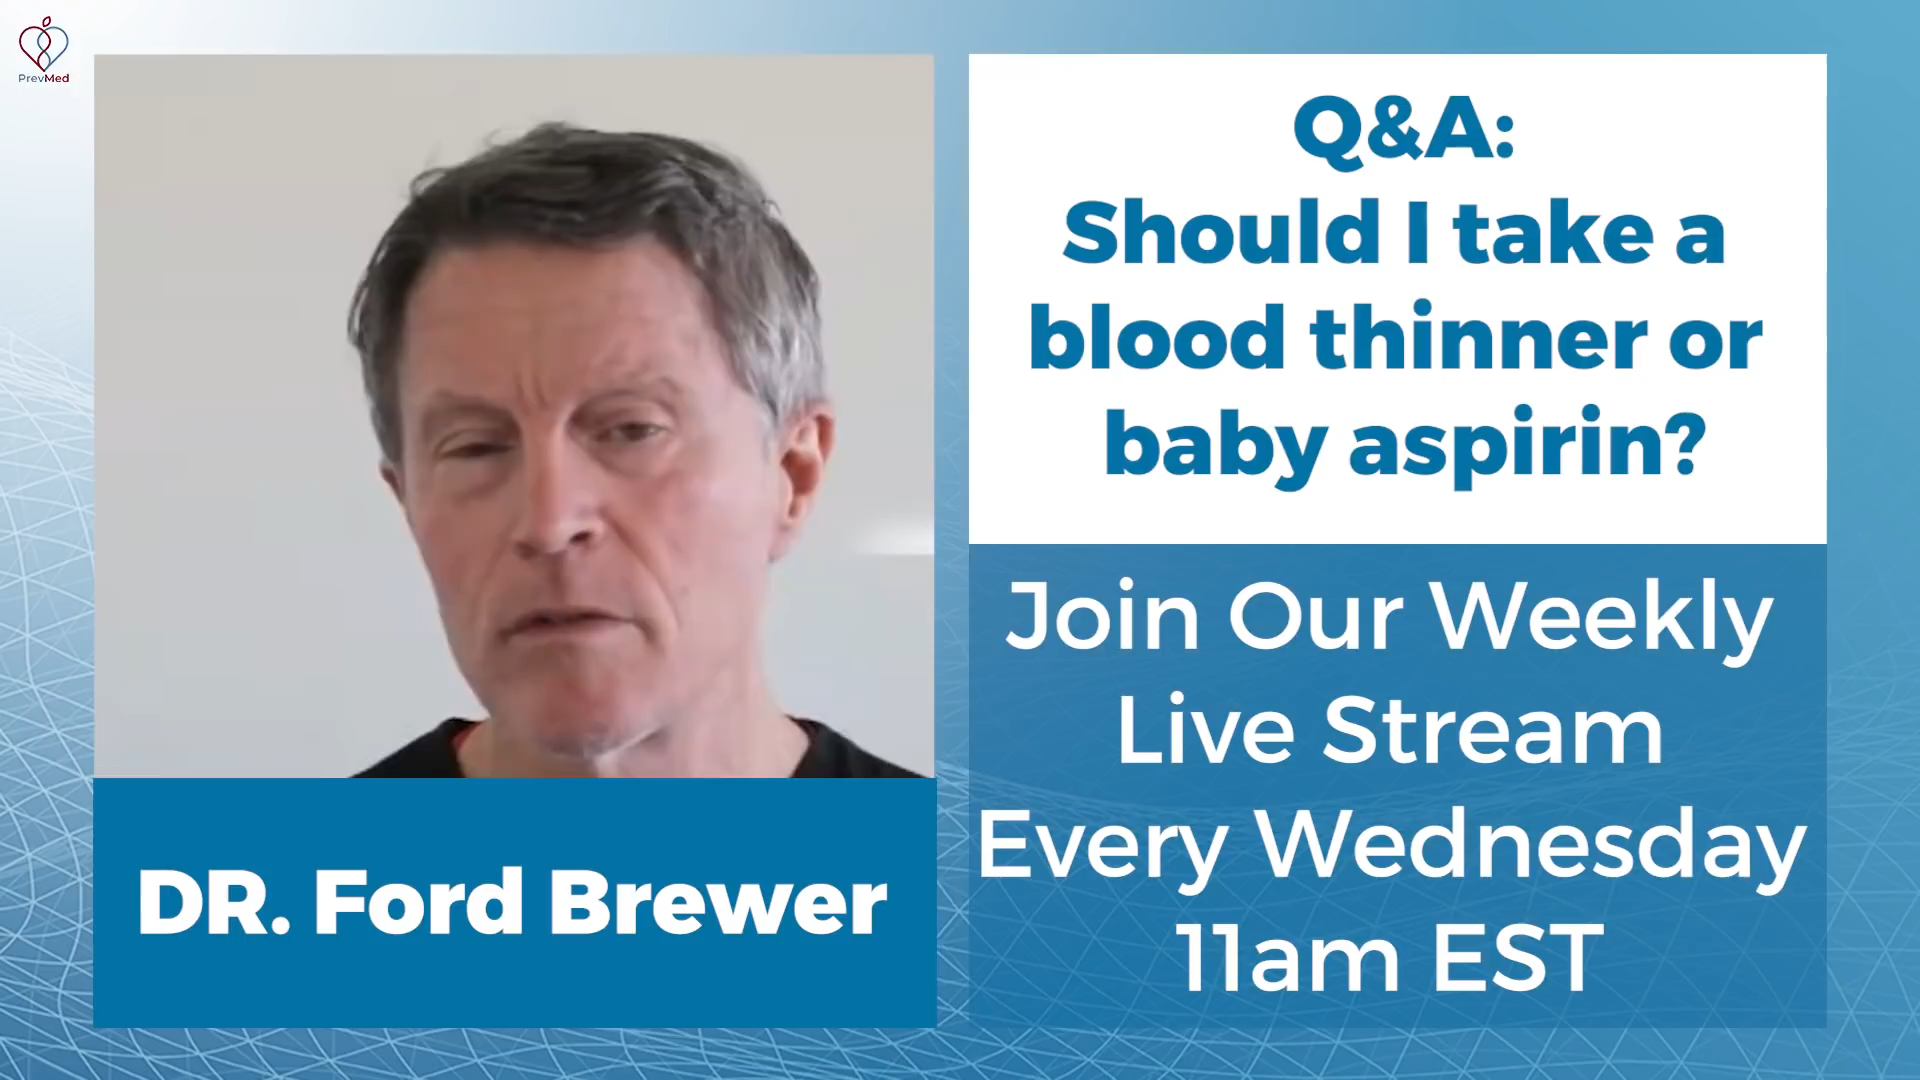 PrevMed
Q&A:
Should I take a
blood thinner or
baby aspirin?
Join Our Weekly
Live Stream
Every Wednesday
11am EST
DR. Ford Brewer